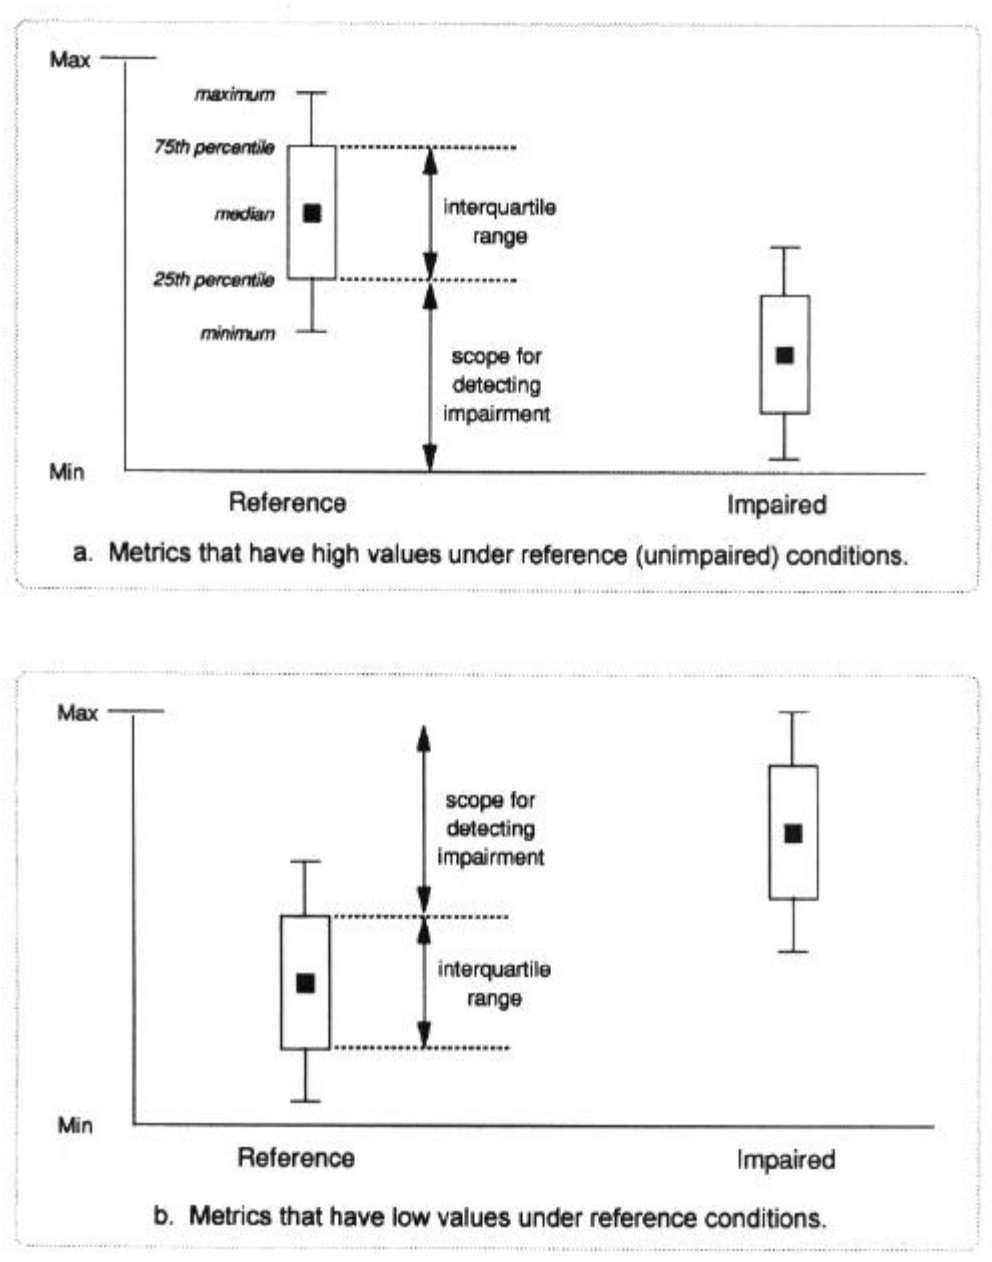 Max
maximum
75th percentile
median
25th percentile
minimum
interquartile
range
scope for
detecting
impairment
Min
Reference
Impaired
a. Metrics that have high values under reference (unimpaired) conditions.
Max
scope for
detecting
impairment
interquartile
range
Min
Reference
Impaired
b. Metrics that have low values under reference conditions.